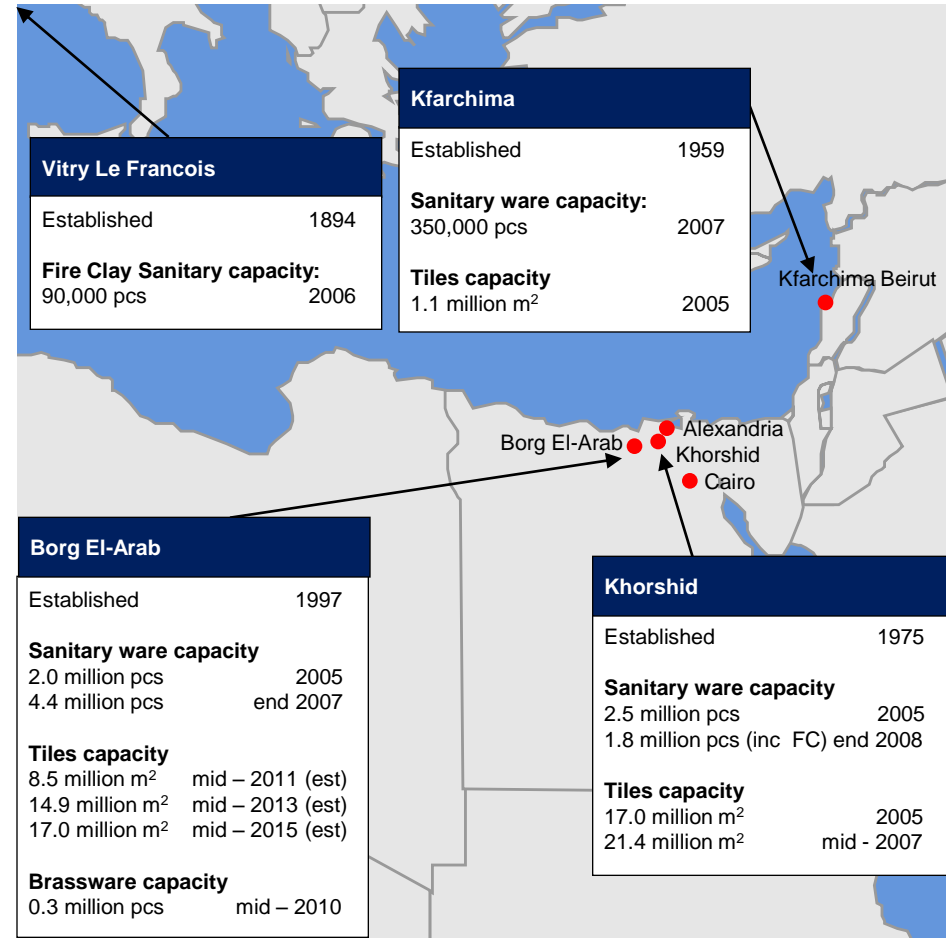 Kfarchima
Established 1959
Sanitary ware capacity:
350,000 pcs 2007
Tiles capacity
1.1 million m² 2005
Vitry Le Francois
Established 1894
Fire Clay Sanitary capacity:
90,000 pcs 2006
Kfarchima Beirut
Alexandria
Borg El-Arab
Khorshid
Cairo
Borg El-Arab
Established 1997
Sanitary ware capacity
2.0 million pcs 2005
4.4 million pcs end 2007
Tiles capacity
8.5 million m² mid – 2011 (est)
14.9 million m² mid – 2013 (est)
17.0 million m² mid – 2015 (est)
Brassware capacity
0.3 million pcs mid – 2010
Khorshid
Established 1975
Sanitary ware capacity
2.5 million pcs 2005
1.8 million pcs (inc FC) end 2008
Tiles capacity
17.0 million m² 2005
21.4 million m² mid - 2007